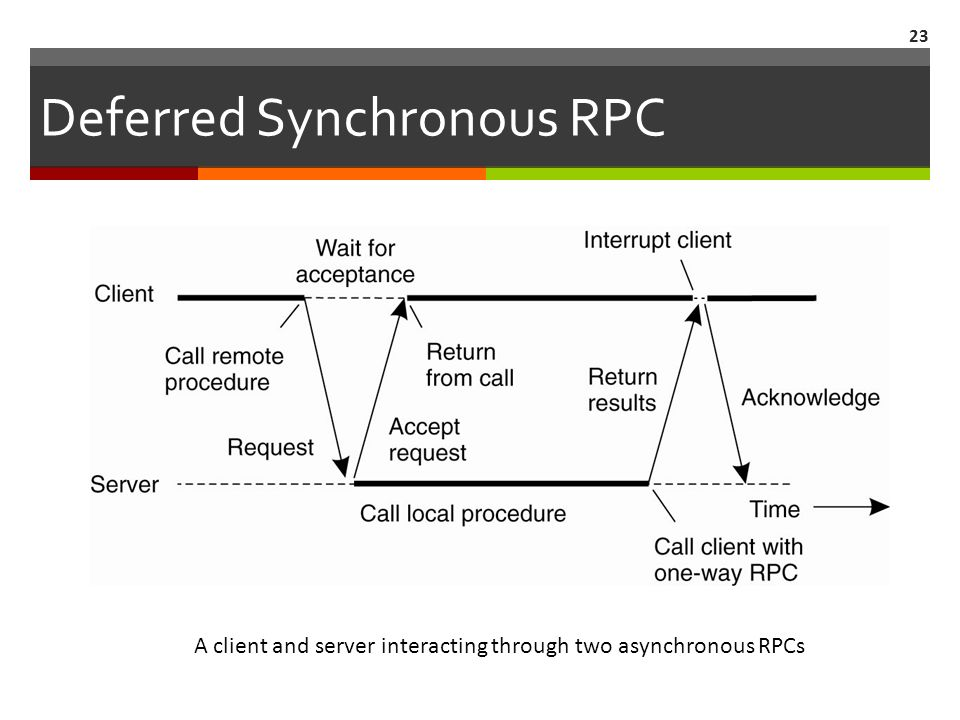 23
Deferred Synchronous RPC
Interrupt client
Wait for
acceptance
Client
Call remote
procedure
Return
from call
Return
results
Acknowledge
Accept
request
Request
Server
Call local procedure
Time
Call client with
one-way RPC
A client and server interacting through two asynchronous RPCs